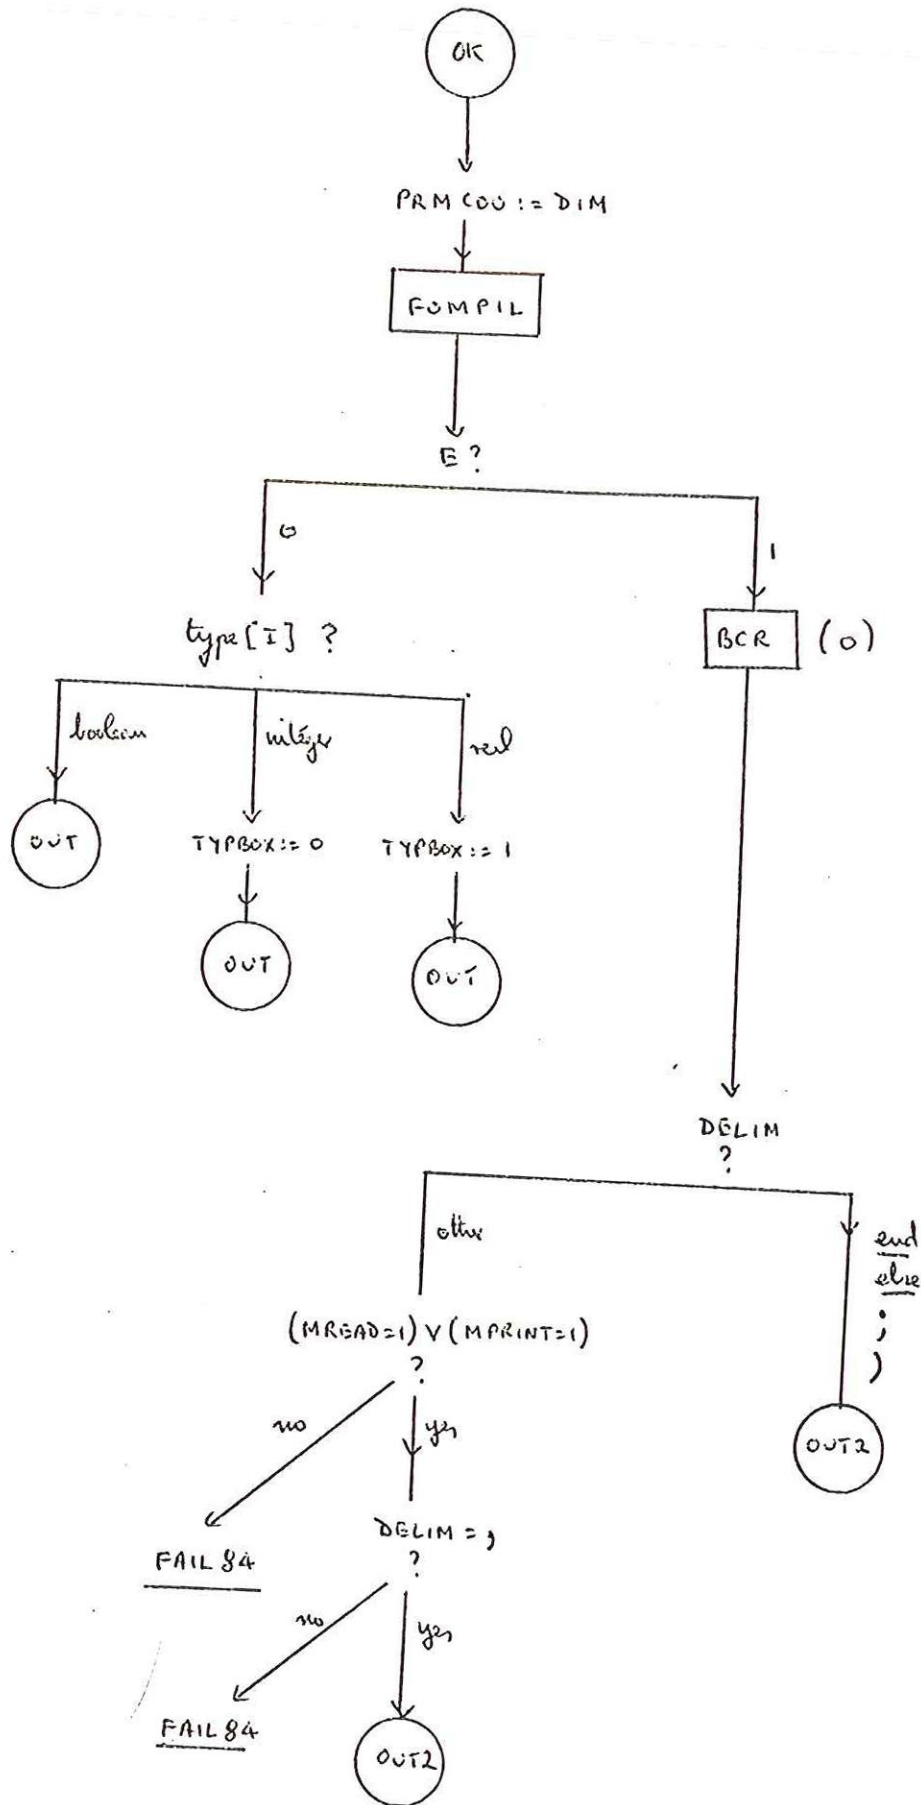 OK
PRMCOU := DIM
FOMPIL
E ?
0
1
type[I] ?
BCR (0)
boolean
integer
real
OUT
TYPBOX := 0
TYPBOX := 1
OUT
OUT
DELIM
?
other
end
else
;
)
(MREAD=1) ∨ (MPRINT=1)
?
no
yes
OUT2
DELIM = ,
?
FAIL 84
no
yes
FAIL 84
OUT2